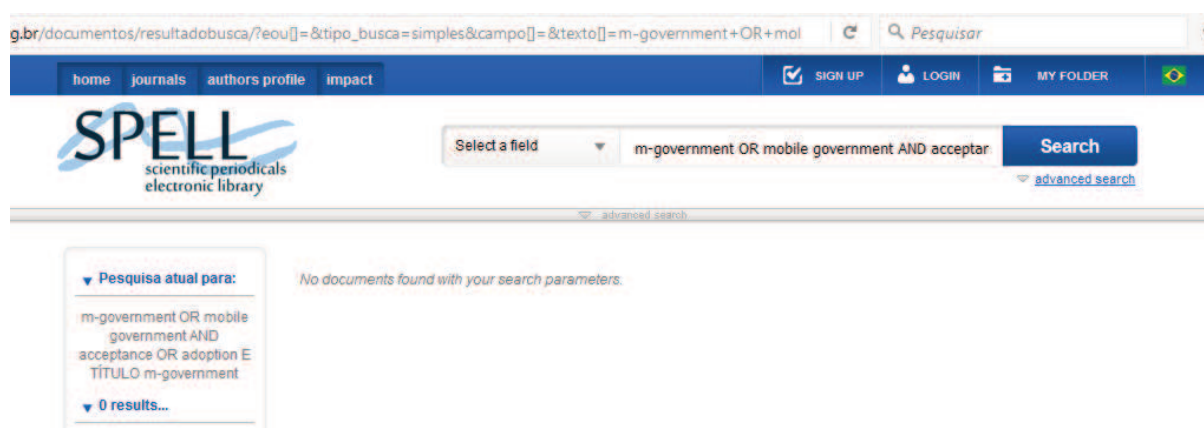 g.br/documentos/resultadobusca/?eou[]=&tipo_busca=simples&campo[]=&texto[]=m-government+OR+mol
Pesquisar
home journals authors profile impact
SIGN UP LOGIN MY FOLDER
SPELL
scientific periodicals
electronic library
Select a field
m-government OR mobile government AND acceptar
Search
advanced search
advanced search
Pesquisa atual para:
No documents found with your search parameters.
m-government OR mobile
government AND
acceptance OR adoption E
TÍTULO m-government
0 results...